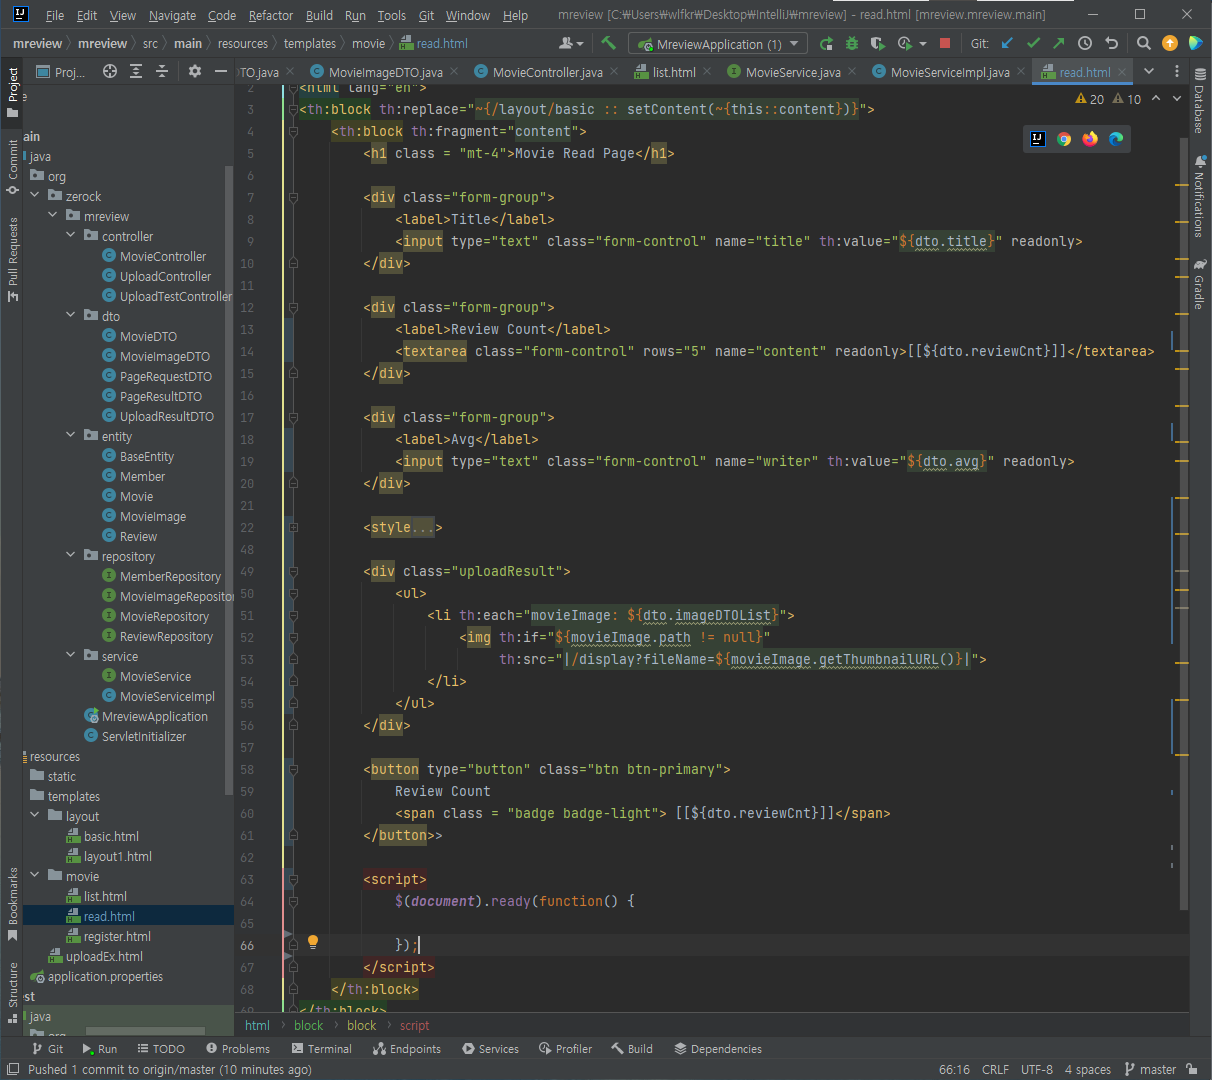 File Edit View Navigate Code Refactor Build Run Tools Git Window Help mreview [C:₩Users₩wlfkr₩Desktop₩IntelliJ₩mreview] - read.html [mreview.mreview.main]
mreview mreview src main resources templates movie read.html MreviewApplication (1) Git:
Project Proj... TO.java MovieImageDTO.java MovieController.java list.html MovieService.java MovieServiceImpl.java read.html
Commit
Pull Requests
Bookmarks
Structure
Database
Notifications
Gradle
ain
java
org
zerock
mreview
controller
MovieController
UploadController
UploadTestController
dto
MovieDTO
MovieImageDTO
PageRequestDTO
PageResultDTO
UploadResultDTO
entity
BaseEntity
Member
Movie
MovieImage
Review
repository
MemberRepository
MovieImageRepositor
MovieRepository
ReviewRepository
service
MovieService
MovieServiceImpl
MreviewApplication
ServletInitializer
resources
static
templates
layout
basic.html
layout1.html
movie
list.html
read.html
register.html
uploadEx.html
application.properties
est
java
org
20 10
2 <html lang="en">
3 <th:block th:replace="~{/layout/basic :: setContent(~{this::content})}">
4 <th:block th:fragment="content">
5 <h1 class = "mt-4">Movie Read Page</h1>
6
7 <div class="form-group">
8 <label>Title</label>
9 <input type="text" class="form-control" name="title" th:value="${dto.title}" readonly>
10 </div>
11
12 <div class="form-group">
13 <label>Review Count</label>
14 <textarea class="form-control" rows="5" name="content" readonly>[[${dto.reviewCnt}]]</textarea>
15 </div>
16
17 <div class="form-group">
18 <label>Avg</label>
19 <input type="text" class="form-control" name="writer" th:value="${dto.avg}" readonly>
20 </div>
21
22 <style...>
48
49 <div class="uploadResult">
50 <ul>
51 <li th:each="movieImage: ${dto.imageDTOList}">
52 <img th:if="${movieImage.path != null}"
53 th:src="|/display?fileName=${movieImage.getThumbnailURL()}|">
54 </li>
55 </ul>
56 </div>
57
58 <button type="button" class="btn btn-primary">
59 Review Count
60 <span class = "badge badge-light"> [[${dto.reviewCnt}]]</span>
61 </button>>
62
63 <script>
64 $(document).ready(function() {
65
66 });
67 </script>
68 </th:block>
69 </th:block>
html block block script
Git Run TODO Problems Terminal Endpoints Services Profiler Build Dependencies
Pushed 1 commit to origin/master (10 minutes ago) 66:16 CRLF UTF-8 4 spaces master